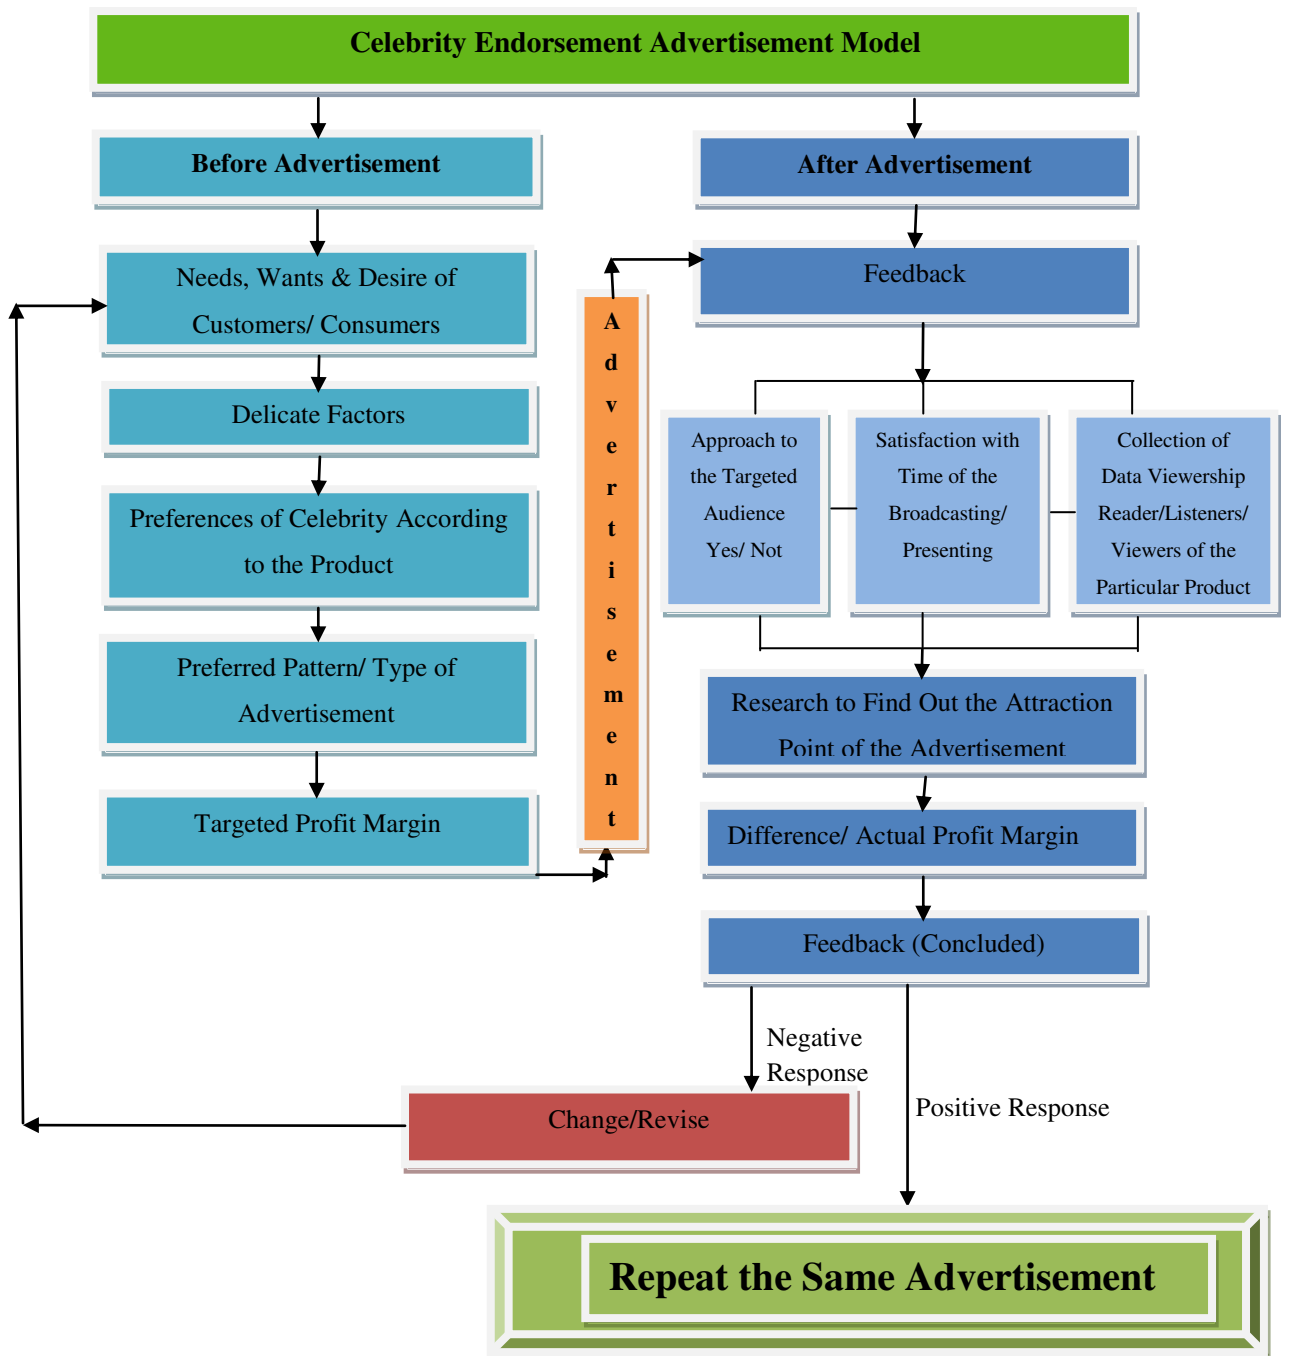 Celebrity Endorsement Advertisement Model
Before Advertisement
Needs, Wants & Desire of
Customers/ Consumers
Delicate Factors
Preferences of Celebrity According
to the Product
Preferred Pattern/ Type of
Advertisement
Targeted Profit Margin
A
d
v
e
r
t
i
s
e
m
e
n
t
After Advertisement
Feedback
Approach to
the Targeted
Audience
Yes/ Not
Satisfaction with
Time of the
Broadcasting/
Presenting
Collection of
Data Viewership
Reader/Listeners/
Viewers of the
Particular Product
Research to Find Out the Attraction
Point of the Advertisement
Difference/ Actual Profit Margin
Feedback (Concluded)
Negative
Response
Positive Response
Change/Revise
Repeat the Same Advertisement